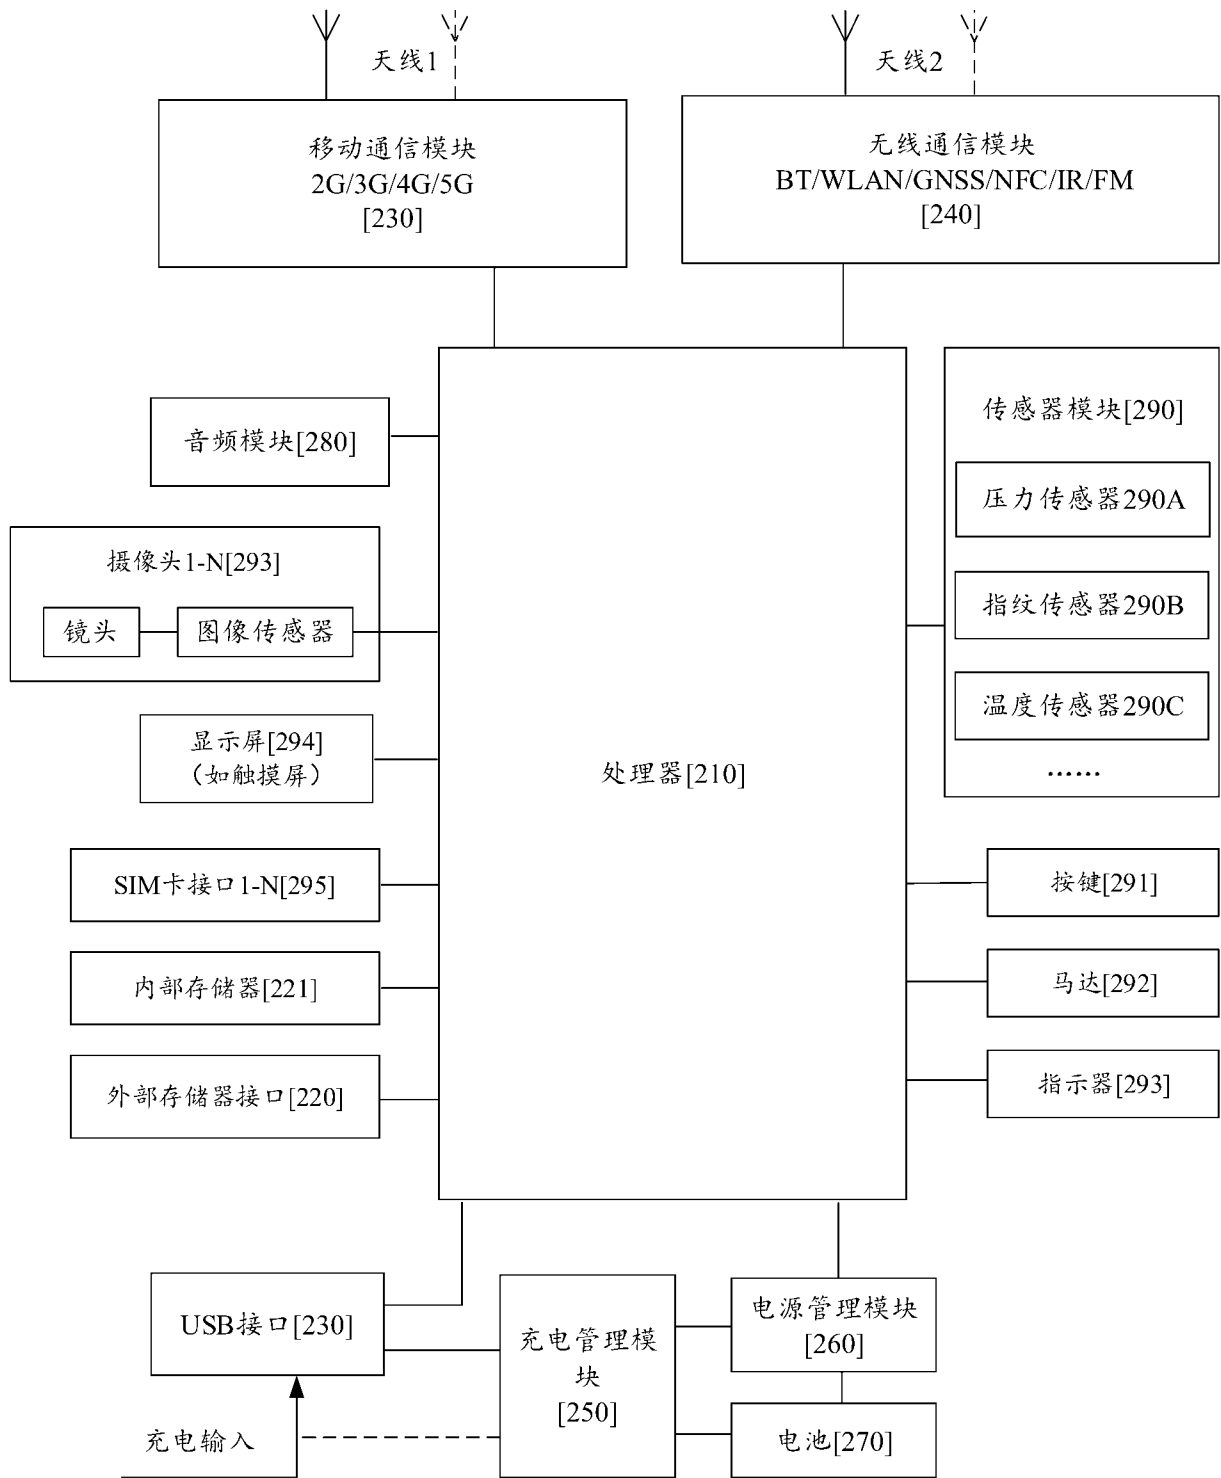 天线1
天线2
移动通信模块
2G/3G/4G/5G
[230]
无线通信模块
BT/WLAN/GNSS/NFC/IR/FM
[240]
音频模块[280]
摄像头1-N[293]
镜头
图像传感器
显示屏[294]
（如触摸屏）
SIM卡接口1-N[295]
内部存储器[221]
外部存储器接口[220]
处理器[210]
传感器模块[290]
压力传感器290A
指纹传感器290B
温度传感器290C
……
按键[291]
马达[292]
指示器[293]
USB接口[230]
充电输入
充电管理模
块
[250]
电源管理模块
[260]
电池[270]